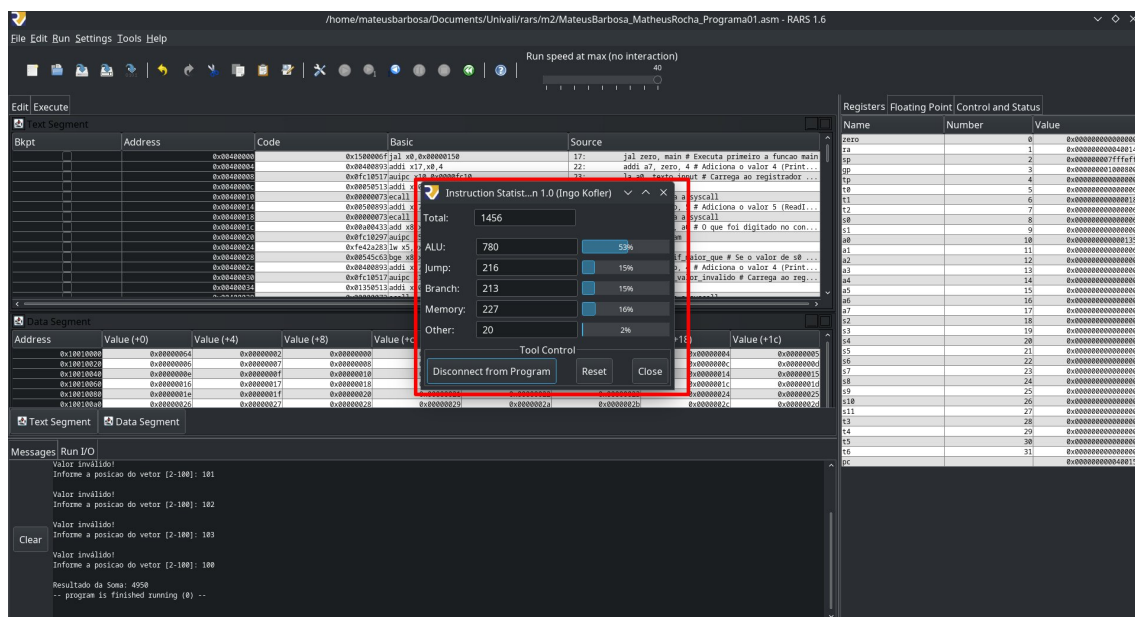 /home/mateusbarbosa/Documents/Univali/rars/m2/MateusBarbosa_MatheusRocha_Programa01.asm - RARS 1.6
File Edit Run Settings Tools Help
Run speed at max (no interaction)
40
Edit Execute
Text Segment
Bkpt Address Code Basic Source
0x00400000 0x1500006f jal x0,0x00000150 17: jal zero, main # Executa primeiro a funcao main
0x00400004 0x00400893 addi x17,x0,4 22: addi a7, zero, 4 # Adiciona o valor 4 (Print...
0x00400008 0x0fc10517 auipc x10,0x0000fc10 23: la a0, texto_input # Carrega ao registrador ...
0x0040000c 0x00050513 addi
0x00400010 0x00000073 ecall a syscall
0x00400014 0x00500893 addi 5 # Adiciona o valor 5 (ReadI...
0x00400018 0x00000073 ecall a syscall
0x0040001c 0x00a00433 add a0 # O que foi digitado no con...
0x00400020 0x0fc10297 auipc
0x00400024 0xfe42a283 lw x5,
0x00400028 0x00545c63 bge if_maior_que # Se o valor de s0 ...
0x0040002c 0x00400893 addi 4 # Adiciona o valor 4 (Print...
0x00400030 0x0fc10517 auipc valor_invalido # Carrega ao reg...
0x00400034 0x01350513 addi
Instruction Statist...n 1.0 (Ingo Kofler)
Total: 1456
ALU: 780 53%
Jump: 216 15%
Branch: 213 15%
Memory: 227 16%
Other: 20 2%
Tool Control
Disconnect from Program Reset Close
Data Segment
Address Value (+0) Value (+4) Value (+8) Value (+c) Value (+1c)
0x10010000 0x00000064 0x00000002 0x00000000 0x00000004 0x00000005
0x10010020 0x00000006 0x00000007 0x00000008 0x0000000c 0x0000000d
0x10010040 0x0000000e 0x0000000f 0x00000010 0x00000014 0x00000015
0x10010060 0x00000016 0x00000017 0x00000018 0x0000001c 0x0000001d
0x10010080 0x0000001e 0x0000001f 0x00000020 0x00000024 0x00000025
0x100100a0 0x00000026 0x00000027 0x00000028 0x00000029 0x0000002a 0x0000002b 0x0000002c 0x0000002d
Text Segment Data Segment
Messages Run I/O
Valor inválido!
Informe a posicao do vetor [2-100]: 101
Valor inválido!
Informe a posicao do vetor [2-100]: 102
Valor inválido!
Informe a posicao do vetor [2-100]: 103
Valor inválido!
Informe a posicao do vetor [2-100]: 100
Resultado da Soma: 4950
-- program is finished running (0) --
Clear
Registers Floating Point Control and Status
Name Number Value
zero 0
ra 1
sp 2
gp 3
tp 4
t0 5
t1 6
t2 7
s0 8
s1 9
a0 10
a1 11
a2 12
a3 13
a4 14
a5 15
a6 16
a7 17
s2 18
s3 19
s4 20
s5 21
s6 22
s7 23
s8 24
s9 25
s10 26
s11 27
t3 28
t4 29
t5 30
t6 31
pc